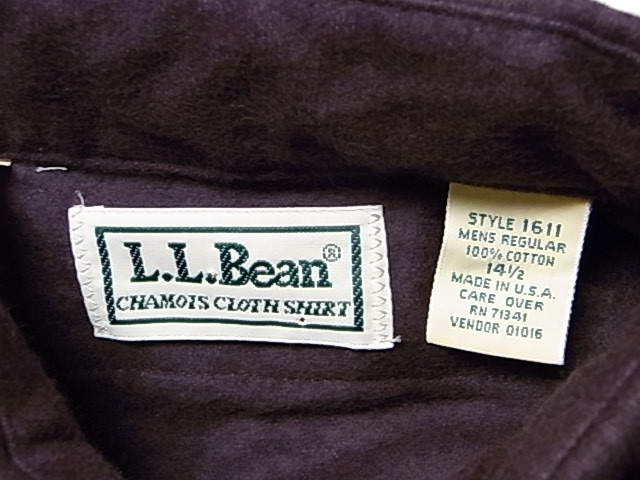 L.L.Bean®
CHAMOIS CLOTH SHIRT
STYLE 1611
MENS REGULAR
100% COTTON
14½
MADE IN U.S.A.
CARE OVER
RN 71341
VENDOR 01016